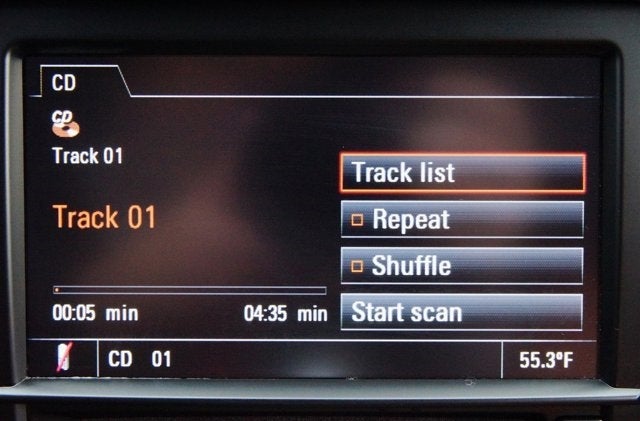 CD
CD
Track 01
Track 01
00:05 min 04:35 min
Track list
Repeat
Shuffle
Start scan
CD 01 55.3°F